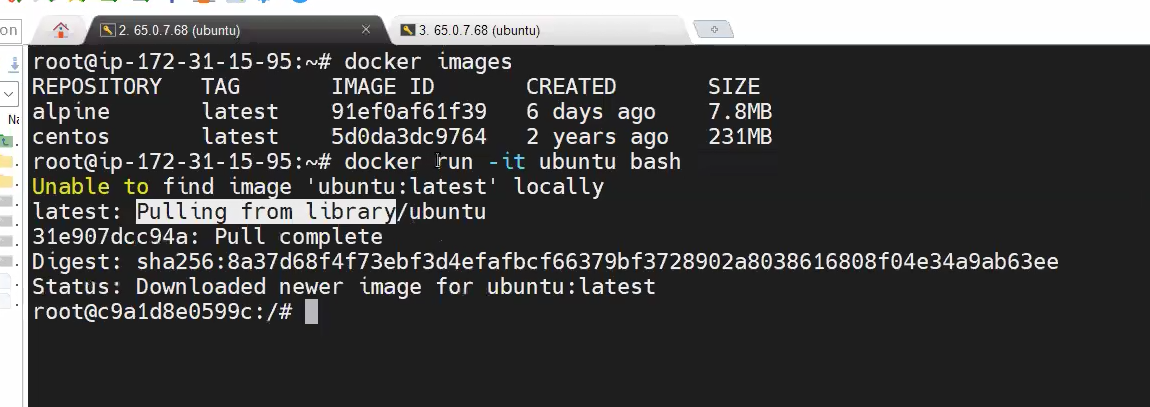 on
2. 65.0.7.68 (ubuntu)
3. 65.0.7.68 (ubuntu)
Na
root@ip-172-31-15-95:~# docker images
REPOSITORY TAG IMAGE ID CREATED SIZE
alpine latest 91ef0af61f39 6 days ago 7.8MB
centos latest 5d0da3dc9764 2 years ago 231MB
root@ip-172-31-15-95:~# docker run -it ubuntu bash
Unable to find image 'ubuntu:latest' locally
latest: Pulling from library/ubuntu
31e907dcc94a: Pull complete
Digest: sha256:8a37d68f4f73ebf3d4efafbcf66379bf3728902a8038616808f04e34a9ab63ee
Status: Downloaded newer image for ubuntu:latest
root@c9a1d8e0599c:/#